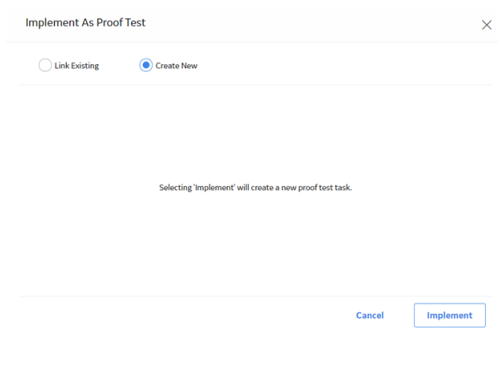 Implement As Proof Test
Link Existing
Create New
Selecting 'Implement' will create a new proof test task.
Cancel
Implement